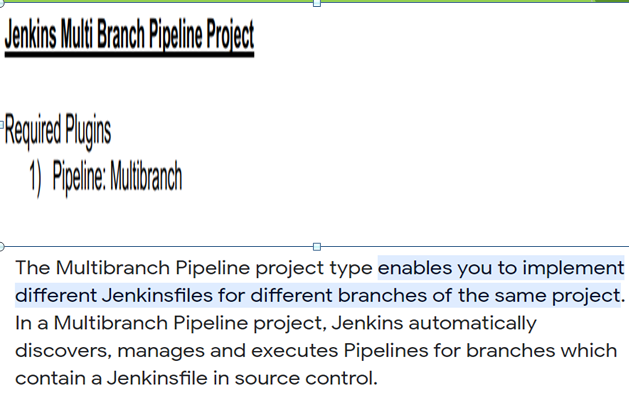 Jenkins Multi Branch Pipeline Project
Required Plugins
1) Pipeline: Multibranch
The Multibranch Pipeline project type enables you to implement
different Jenkinsfiles for different branches of the same project.
In a Multibranch Pipeline project, Jenkins automatically
discovers, manages and executes Pipelines for branches which
contain a Jenkinsfile in source control.